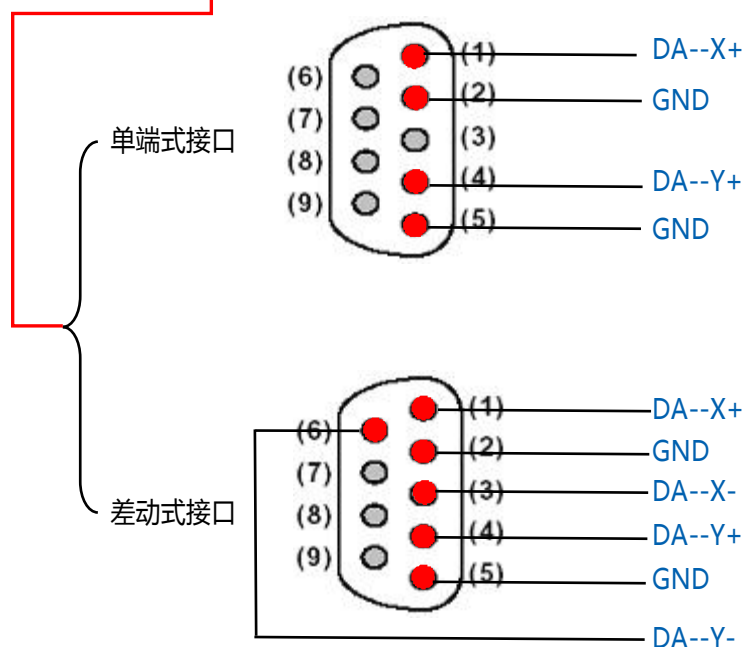 (1) DA--X+
(6)
(2) GND
(7)
单端式接口
(3)
(8)
(4) DA--Y+
(9)
(5) GND
(1) DA--X+
(6)
(2) GND
(7)
(3) DA--X-
差动式接口
(8)
(4) DA--Y+
(9)
(5) GND
DA--Y-